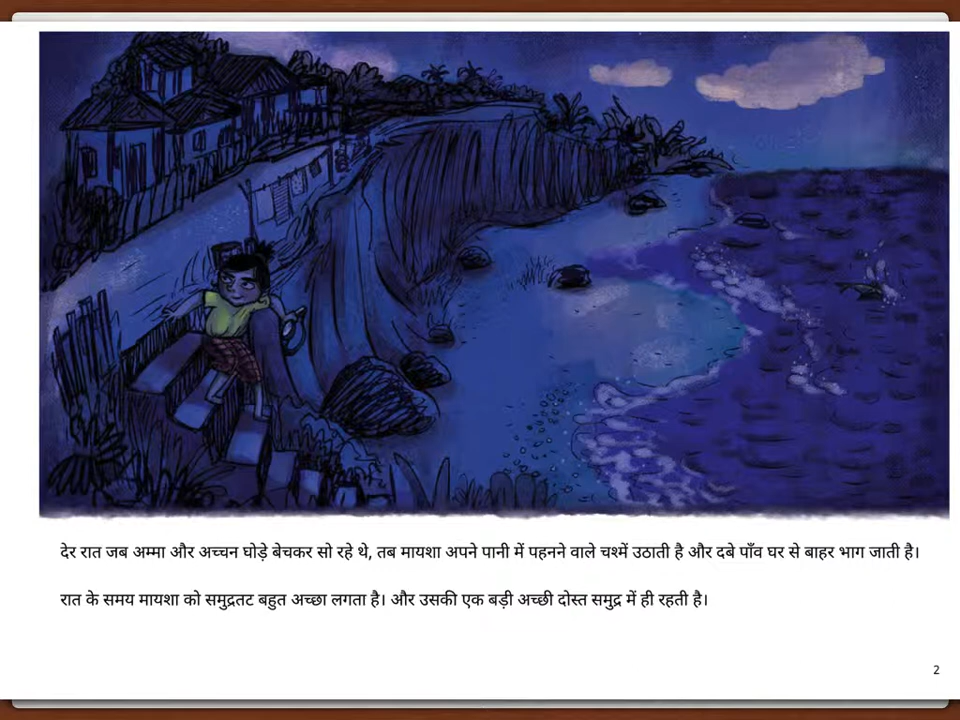 देर रात जब अम्मा और अच्चन घोड़े बेचकर सो रहे थे, तब मायशा अपने पानी में पहनने वाले चश्में उठाती है और दबे पाँव घर से बाहर भाग जाती है।
रात के समय मायशा को समुद्रतट बहुत अच्छा लगता है। और उसकी एक बड़ी अच्छी दोस्त समुद्र में ही रहती है।
2